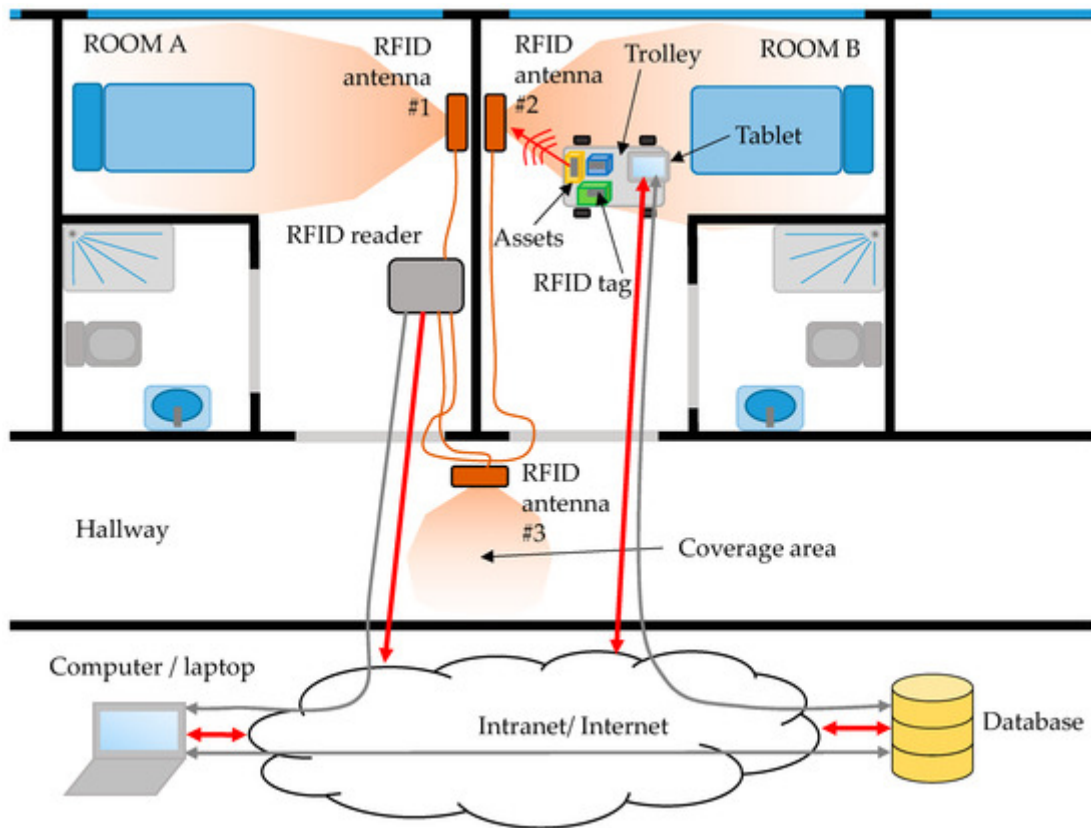 ROOM A
RFID
antenna
#1
RFID
antenna
#2
Trolley
ROOM B
Tablet
RFID reader
Assets
RFID tag
RFID
antenna
#3
Hallway
Coverage area
Computer / laptop
Intranet/ Internet
Database